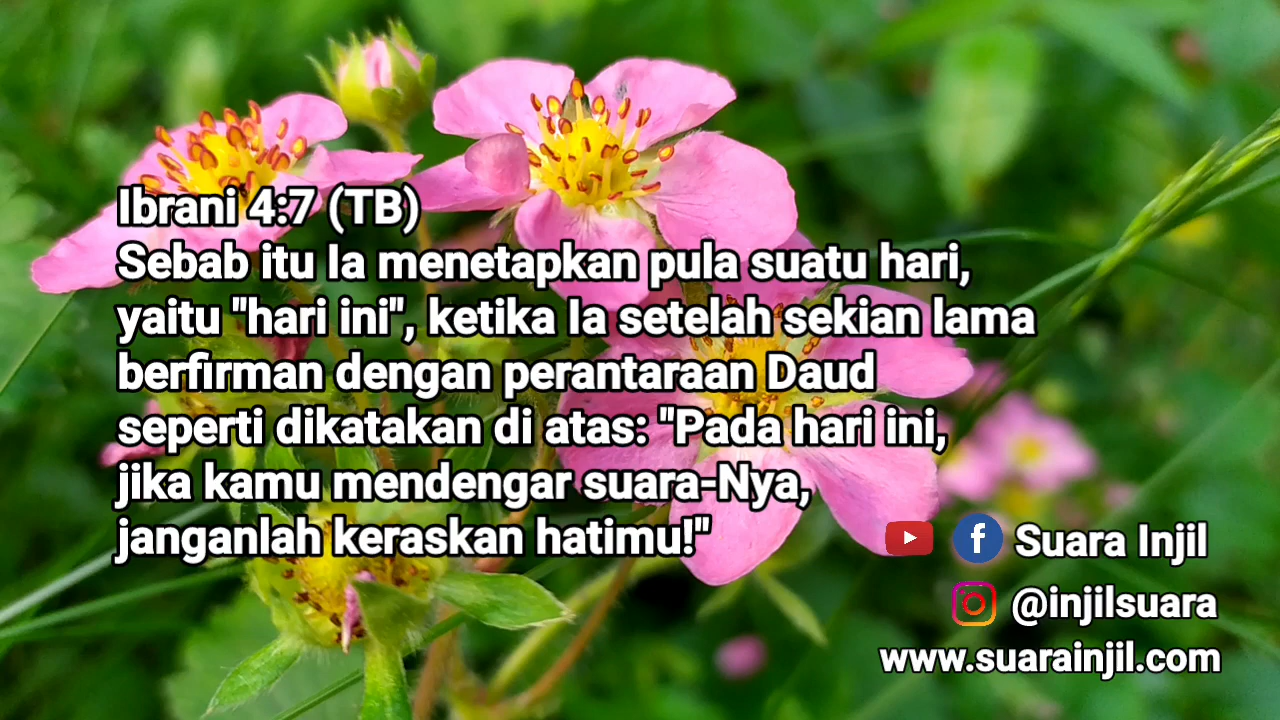 Ibrani 4:7 (TB)
Sebab itu Ia menetapkan pula suatu hari,
yaitu "hari ini", ketika Ia setelah sekian lama
berfirman dengan perantaraan Daud
seperti dikatakan di atas: "Pada hari ini,
jika kamu mendengar suara-Nya,
janganlah keraskan hatimu!"
Suara Injil
@injilsuara
www.suarainjil.com